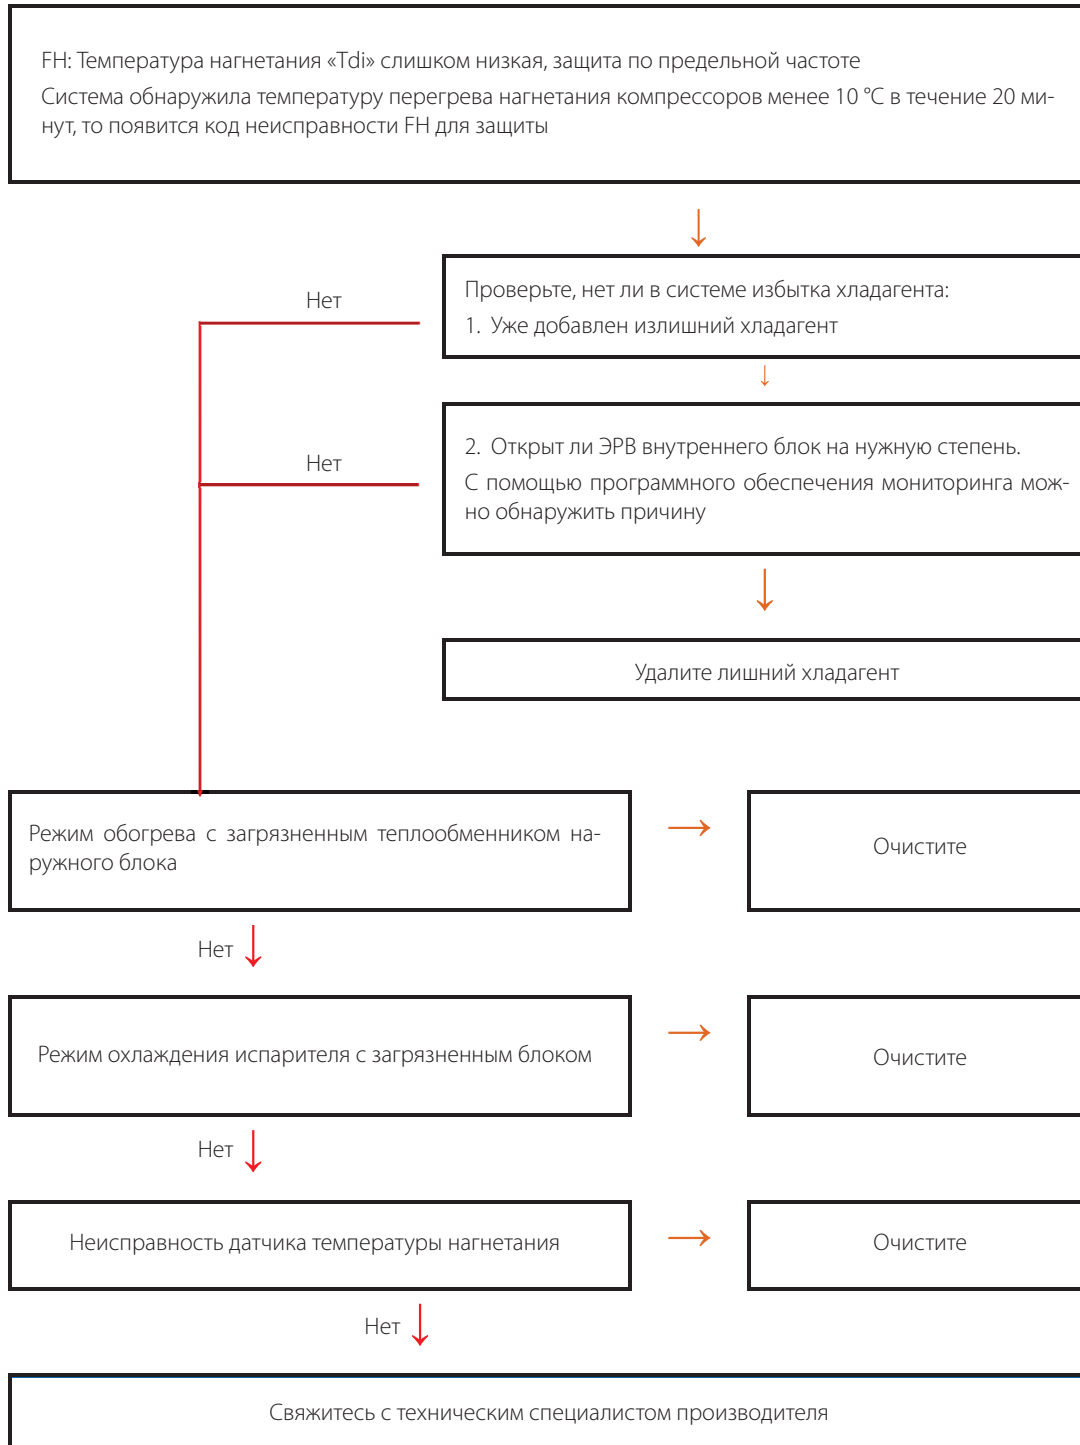 FH: Температура нагнетания «Tdi» слишком низкая, защита по предельной частоте
Система обнаружила температуру перегрева нагнетания компрессоров менее 10 °C в течение 20 ми-
нут, то появится код неисправности FH для защиты
Нет
Проверьте, нет ли в системе избытка хладагента:
1. Уже добавлен излишний хладагент
Нет
2. Открыт ли ЭРВ внутреннего блок на нужную степень.
С помощью программного обеспечения мониторинга мож-
но обнаружить причину
Удалите лишний хладагент
Режим обогрева с загрязненным теплообменником на-
ружного блока
Очистите
Нет
Режим охлаждения испарителя с загрязненным блоком
Очистите
Нет
Неисправность датчика температуры нагнетания
Очистите
Нет
Свяжитесь с техническим специалистом производителя